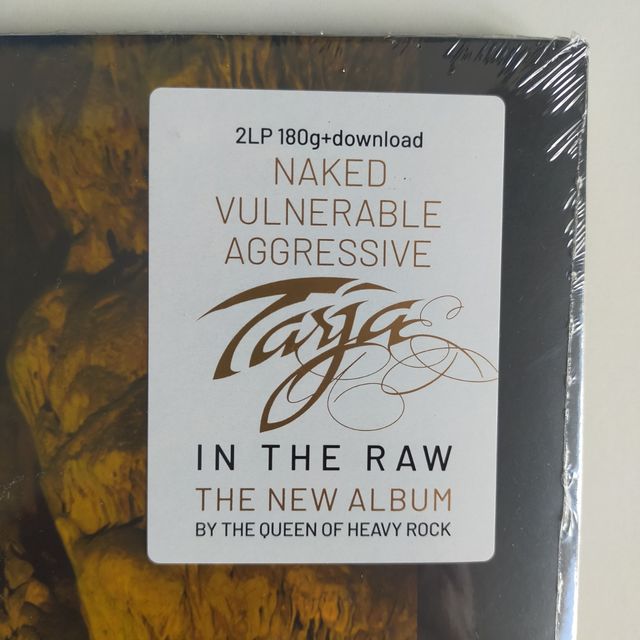 2LP 180g+download
NAKED
VULNERABLE
AGGRESSIVE
Tarja
IN THE RAW
THE NEW ALBUM
BY THE QUEEN OF HEAVY ROCK